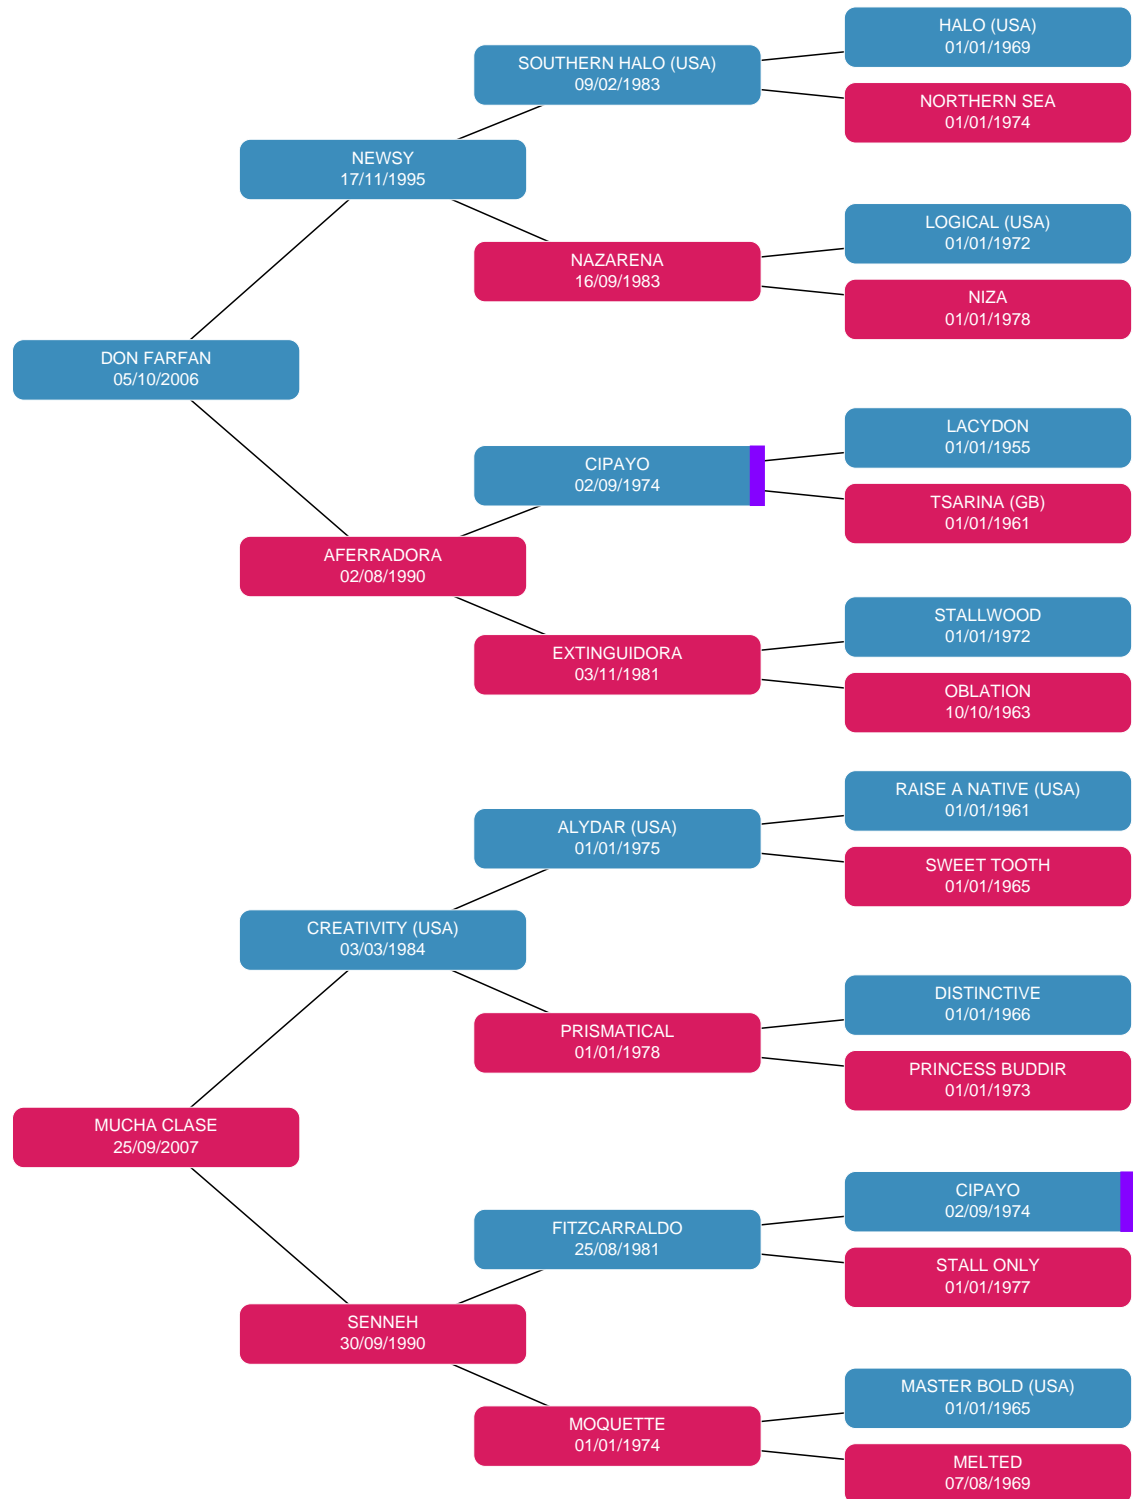 HALO (USA)
01/01/1969
SOUTHERN HALO (USA)
09/02/1983
NORTHERN SEA
01/01/1974
NEWSY
17/11/1995
LOGICAL (USA)
01/01/1972
NAZARENA
16/09/1983
NIZA
01/01/1978
DON FARFAN
05/10/2006
LACYDON
01/01/1955
CIPAYO
02/09/1974
TSARINA (GB)
01/01/1961
AFERRADORA
02/08/1990
STALLWOOD
01/01/1972
EXTINGUIDORA
03/11/1981
OBLATION
10/10/1963
RAISE A NATIVE (USA)
01/01/1961
ALYDAR (USA)
01/01/1975
SWEET TOOTH
01/01/1965
CREATIVITY (USA)
03/03/1984
DISTINCTIVE
01/01/1966
PRISMATICAL
01/01/1978
PRINCESS BUDDIR
01/01/1973
MUCHA CLASE
25/09/2007
CIPAYO
02/09/1974
FITZCARRALDO
25/08/1981
STALL ONLY
01/01/1977
SENNEH
30/09/1990
MASTER BOLD (USA)
01/01/1965
MOQUETTE
01/01/1974
MELTED
07/08/1969